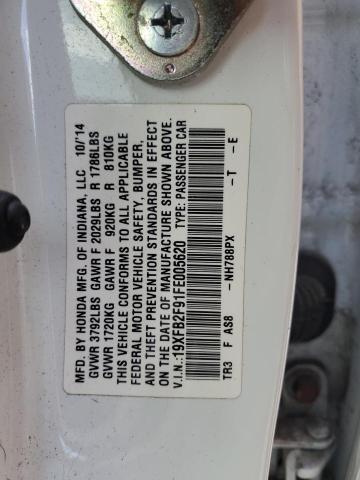 MFD. BY HONDA MFG. OF INDIANA, LLC 10/'14
GVWR 3792LBS GAWR F 2029LBS R 1786LBS
GVWR 1720KG GAWR F 920KG R 810KG
THIS VEHICLE CONFORMS TO ALL APPLICABLE
FEDERAL MOTOR VEHICLE SAFETY, BUMPER,
AND THEFT PREVENTION STANDARDS IN EFFECT
ON THE DATE OF MANUFACTURE SHOWN ABOVE.
V.I.N.:19XFB2F91FE005620 TYPE: PASSENGER CAR
TR3 F AS8 - NH788PX - T - E